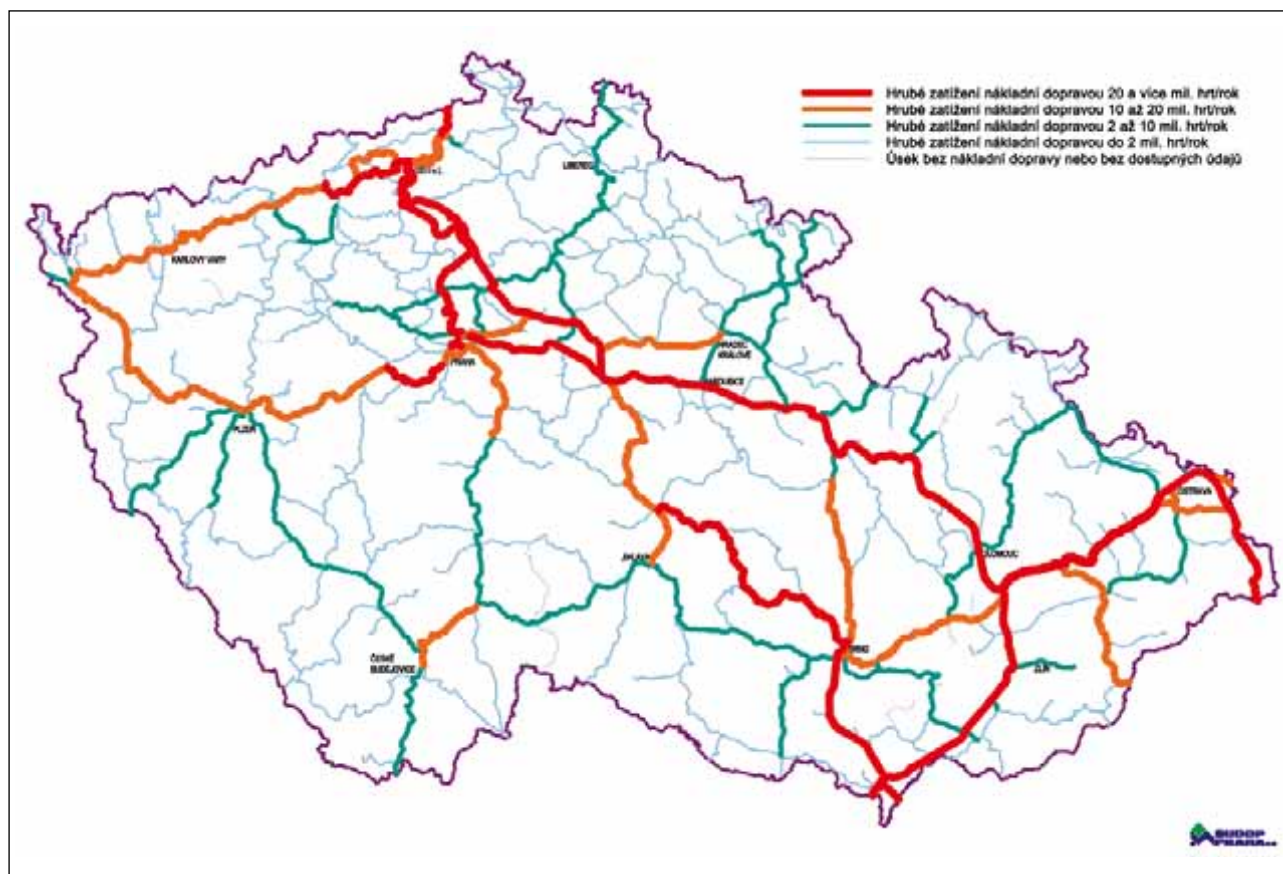 Hrubé zatížení nákladní dopravou 20 a více mil. hrt/rok
Hrubé zatížení nákladní dopravou 10 až 20 mil. hrt/rok
Hrubé zatížení nákladní dopravou 2 až 10 mil. hrt/rok
Hrubé zatížení nákladní dopravou do 2 mil. hrt/rok
Úsek bez nákladní dopravy nebo bez dostupných údajů
LIBEREC
KARLOVY VARY
PRAHA
HRADEC
KRÁLOVÉ
PARDUBICE
PLZEŇ
OSTRAVA
OLOMOUC
JIHLAVA
BRNO
ZLÍN
ČESKÉ
BUDĚJOVICE
SUDOP
PRAHA a.s.